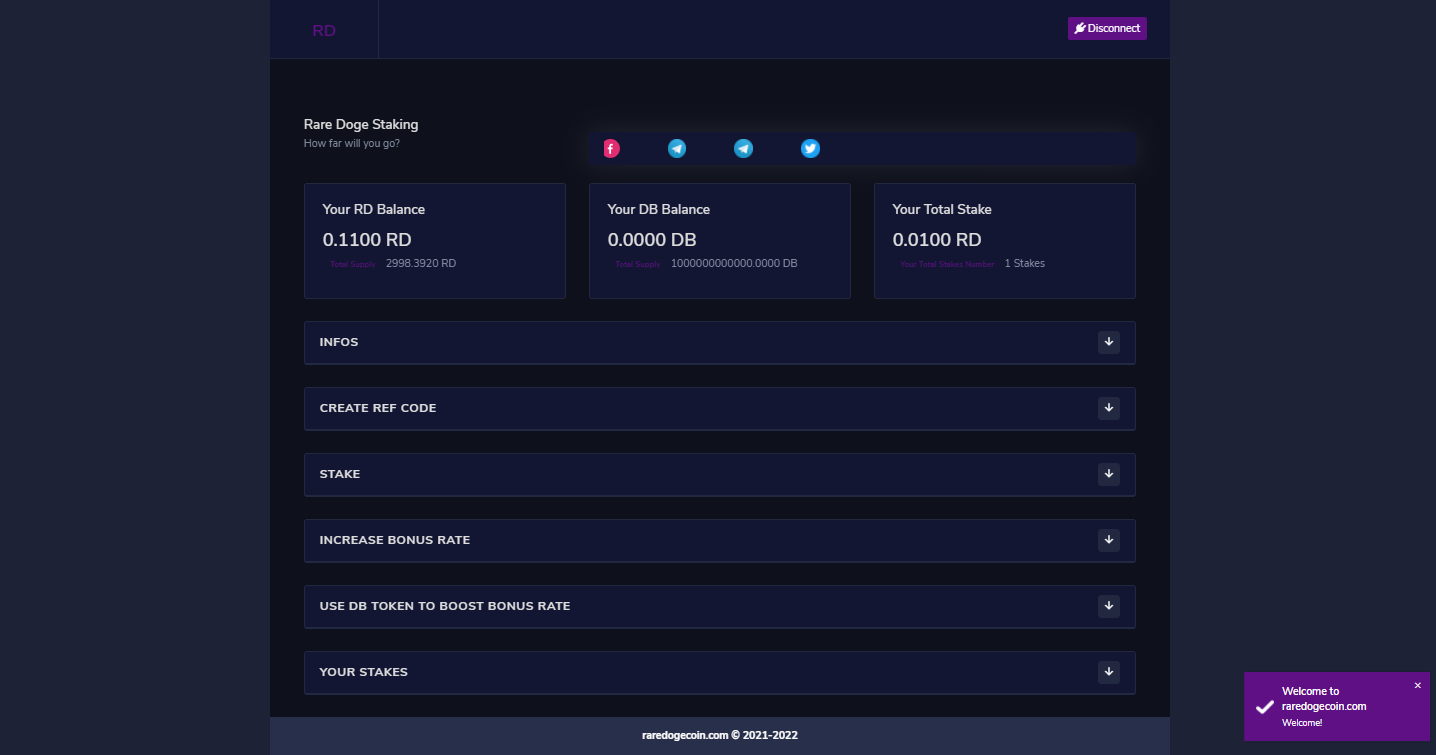 RD
Disconnect
Rare Doge Staking
How far will you go?
Your RD Balance
0.1100 RD
Total Supply 2998.3920 RD
Your DB Balance
0.0000 DB
Total Supply 1000000000000.0000 DB
Your Total Stake
0.0100 RD
Your Total Stakes Number 1 Stakes
INFOS
CREATE REF CODE
STAKE
INCREASE BONUS RATE
USE DB TOKEN TO BOOST BONUS RATE
YOUR STAKES
Welcome to
raredogecoin.com
Welcome!
raredogecoin.com © 2021-2022